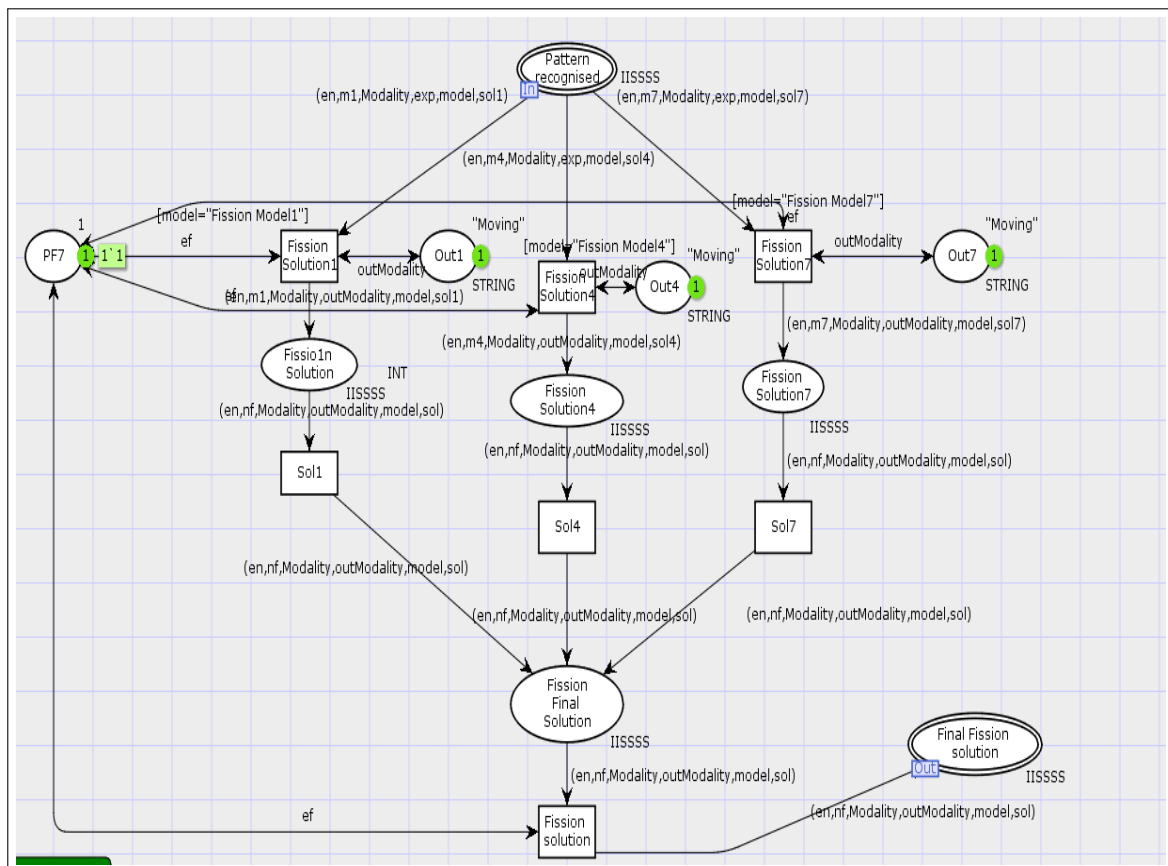 Pattern
recognised
In
IISSSS
(en,m1,Modality,exp,model,sol1)
(en,m7,Modality,exp,model,sol7)
(en,m4,Modality,exp,model,sol4)
1
[model="Fission Model1"]
[model="Fission Model7"]
ef
ef
"Moving"
"Moving"
PF7
1
1`1
Fission
Solution1
outModality
Out1
1
STRING
[model="Fission Model4"]
"Moving"
Fission
Solution4
outModality
Out4
1
STRING
Fission
Solution7
outModality
Out7
1
STRING
ef
(en,m1,Modality,outModality,model,sol1)
(en,m4,Modality,outModality,model,sol4)
(en,m7,Modality,outModality,model,sol7)
Fissio1n
Solution
INT
IISSSS
Fission
Solution4
IISSSS
Fission
Solution7
IISSSS
(en,nf,Modality,outModality,model,sol)
(en,nf,Modality,outModality,model,sol)
(en,nf,Modality,outModality,model,sol)
Sol1
Sol4
Sol7
(en,nf,Modality,outModality,model,sol)
(en,nf,Modality,outModality,model,sol)
(en,nf,Modality,outModality,model,sol)
Fission
Final
Solution
IISSSS
Final Fission
solution
Out
IISSSS
(en,nf,Modality,outModality,model,sol)
(en,nf,Modality,outModality,model,sol)
ef
Fission
solution